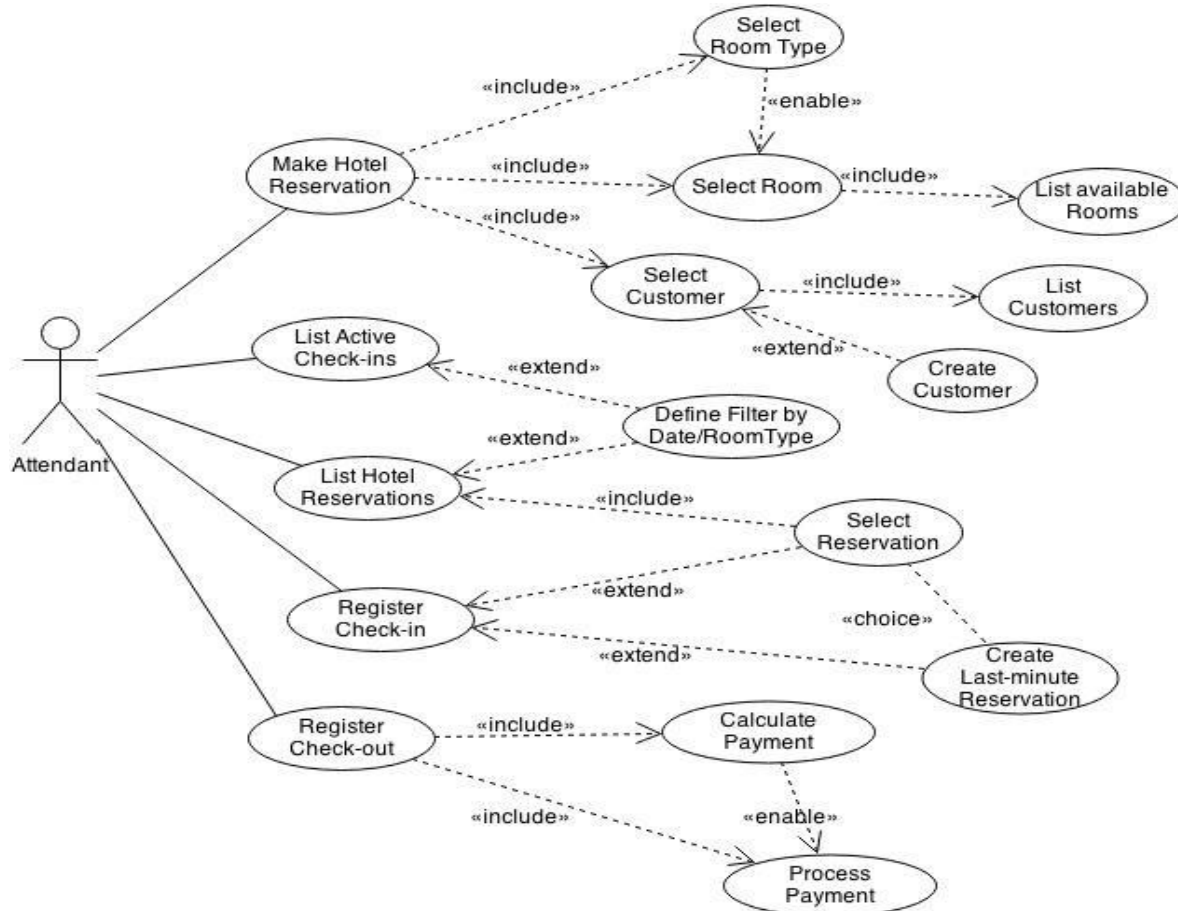 Select
Room Type
«include»
«enable»
Make Hotel
Reservation
«include»
Select Room
«include»
List available
Rooms
«include»
Select
Customer
«include»
List
Customers
List Active
Check-ins
«extend»
«extend»
Create
Customer
Define Filter by
Date/RoomType
«extend»
Attendant
List Hotel
Reservations
«include»
Select
Reservation
«extend»
Register
Check-in
«choice»
«extend»
Create
Last-minute
Reservation
Register
Check-out
«include»
Calculate
Payment
«include»
«enable»
Process
Payment